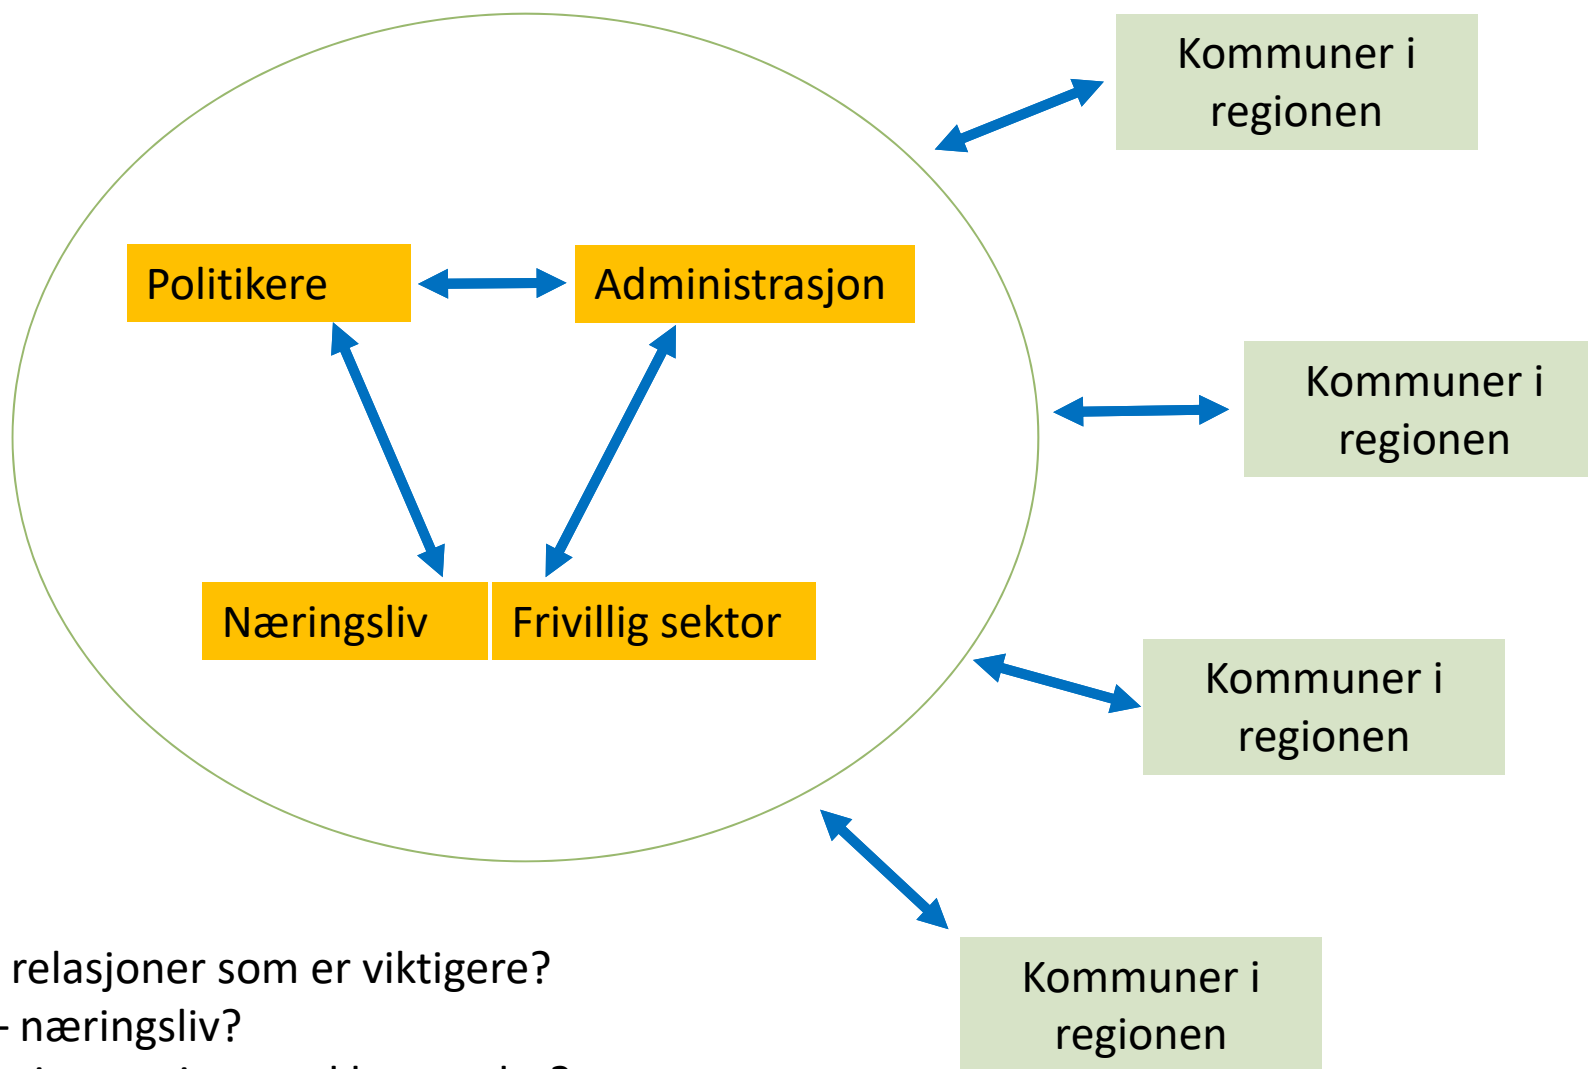 Kommuner i
regionen
Politikere
Administrasjon
Kommuner i
regionen
Næringsliv
Frivillig sektor
Kommuner i
regionen
relasjoner som er viktigere?
- næringsliv?
Kommuner i
regionen